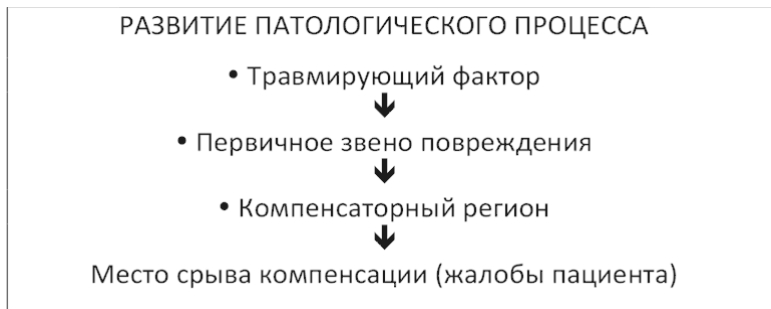 РАЗВИТИЕ ПАТОЛОГИЧЕСКОГО ПРОЦЕССА
• Травмирующий фактор
• Первичное звено повреждения
• Компенсаторный регион
Место срыва компенсации (жалобы пациента)